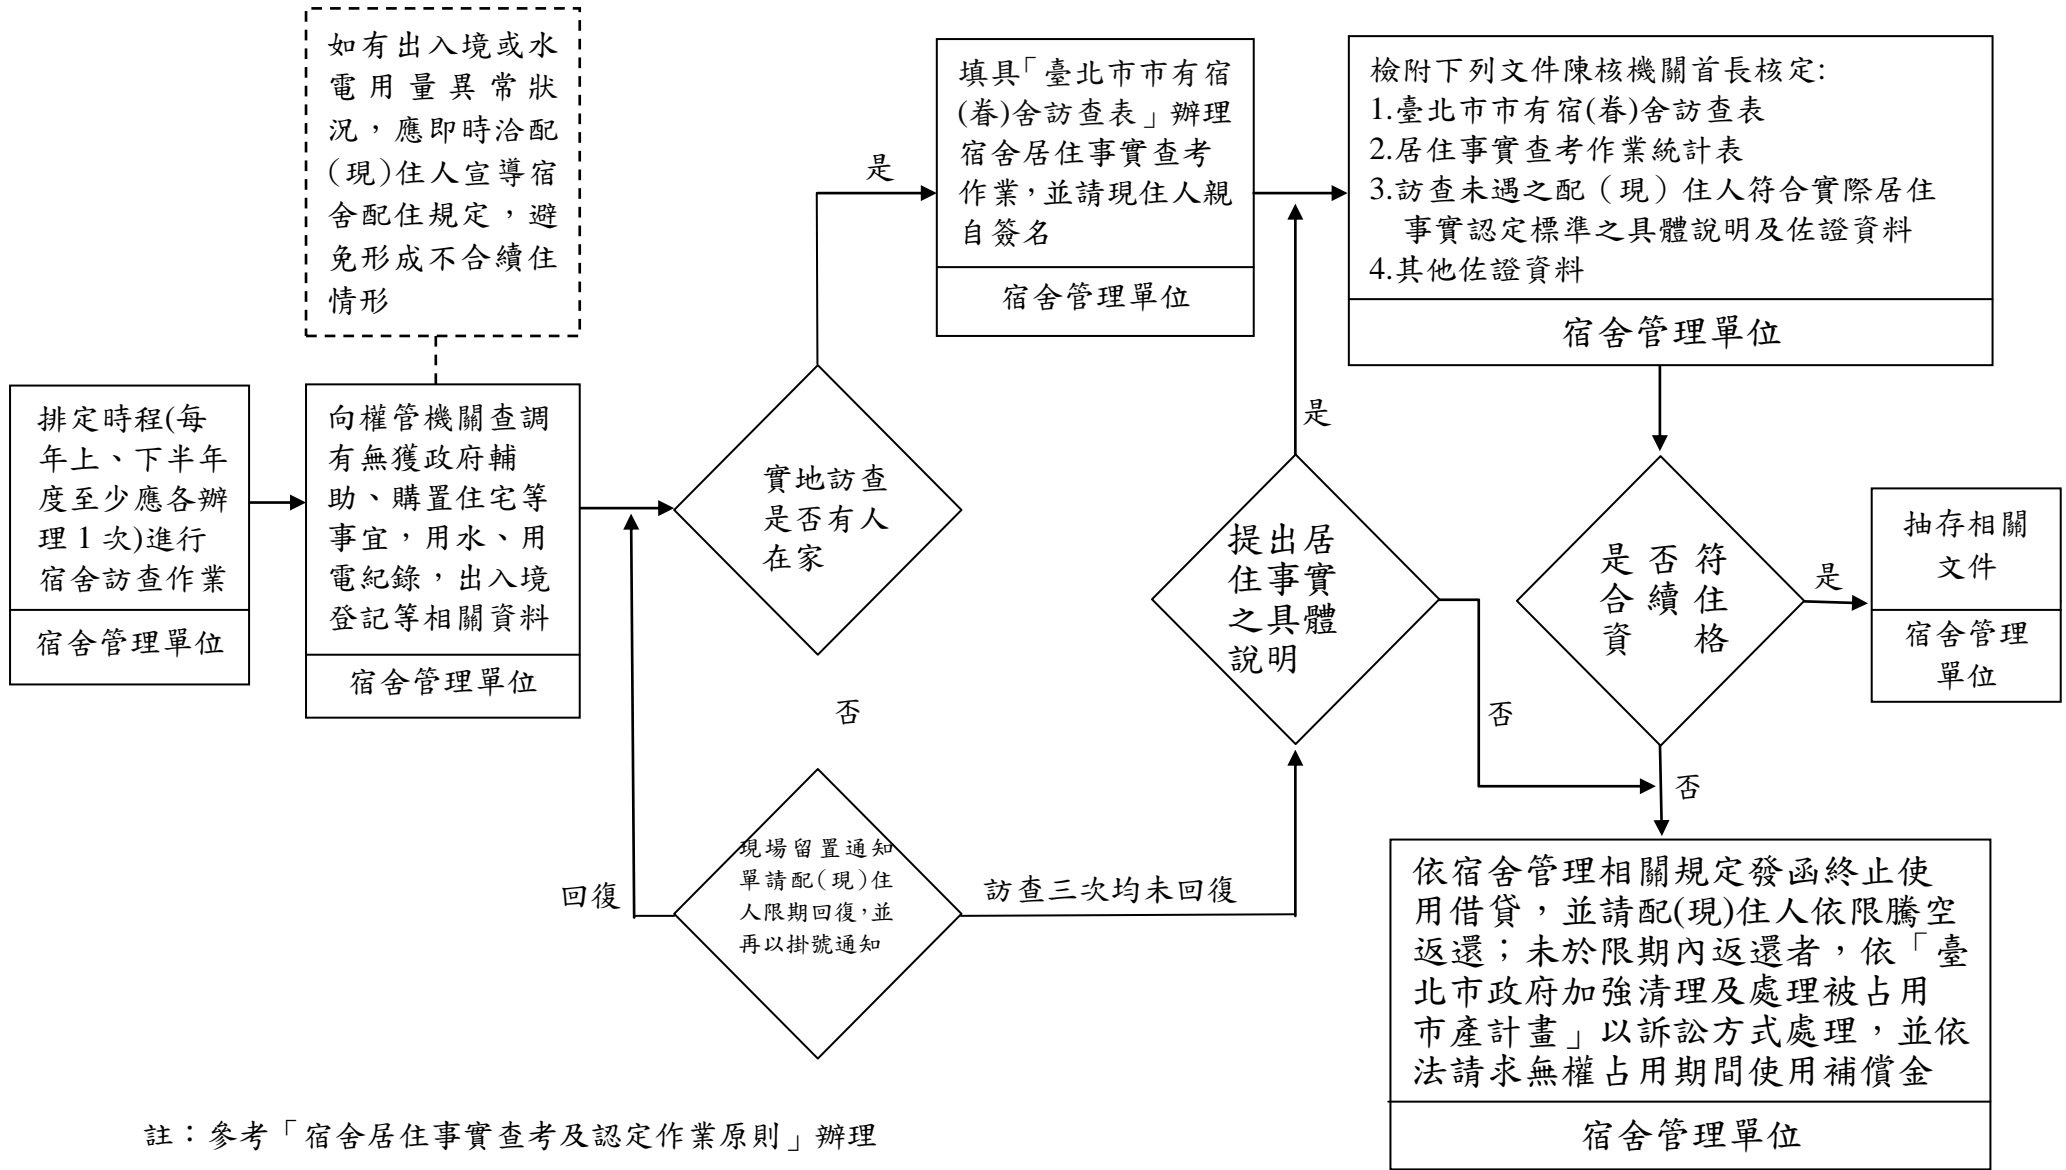 如有出入境或水
電用量異常狀
況，應即時洽配
(現)住人宣導宿
舍配住規定，避
免形成不合續住
情形
排定時程(每
年上、下半年
度至少應各辦
理 1 次)進行
宿舍訪查作業
宿舍管理單位
向權管機關查調
有無獲政府輔
助、購置住宅等
事宜，用水、用
電紀錄，出入境
登記等相關資料
宿舍管理單位
實地訪查
是否有人
在家
是
否
填具「臺北市市有宿
(眷)舍訪查表」辦理
宿舍居住事實查考
作業，並請現住人親
自簽名
宿舍管理單位
現場留置通知
單請配(現)住
人限期回復，並
再以掛號通知
回復
訪查三次均未回復
提出居
住事實
之具體
說明
是
否
檢附下列文件陳核機關首長核定:
1.臺北市市有宿(眷)舍訪查表
2.居住事實查考作業統計表
3.訪查未遇之配（現）住人符合實際居住
事實認定標準之具體說明及佐證資料
4.其他佐證資料
宿舍管理單位
是否符
合續住
資格
是
否
抽存相關
文件
宿舍管理
單位
依宿舍管理相關規定發函終止使
用借貸，並請配(現)住人依限騰空
返還；未於限期內返還者，依「臺
北市政府加強清理及處理被占用
市產計畫」以訴訟方式處理，並依
法請求無權占用期間使用補償金
宿舍管理單位
註：參考「宿舍居住事實查考及認定作業原則」辦理